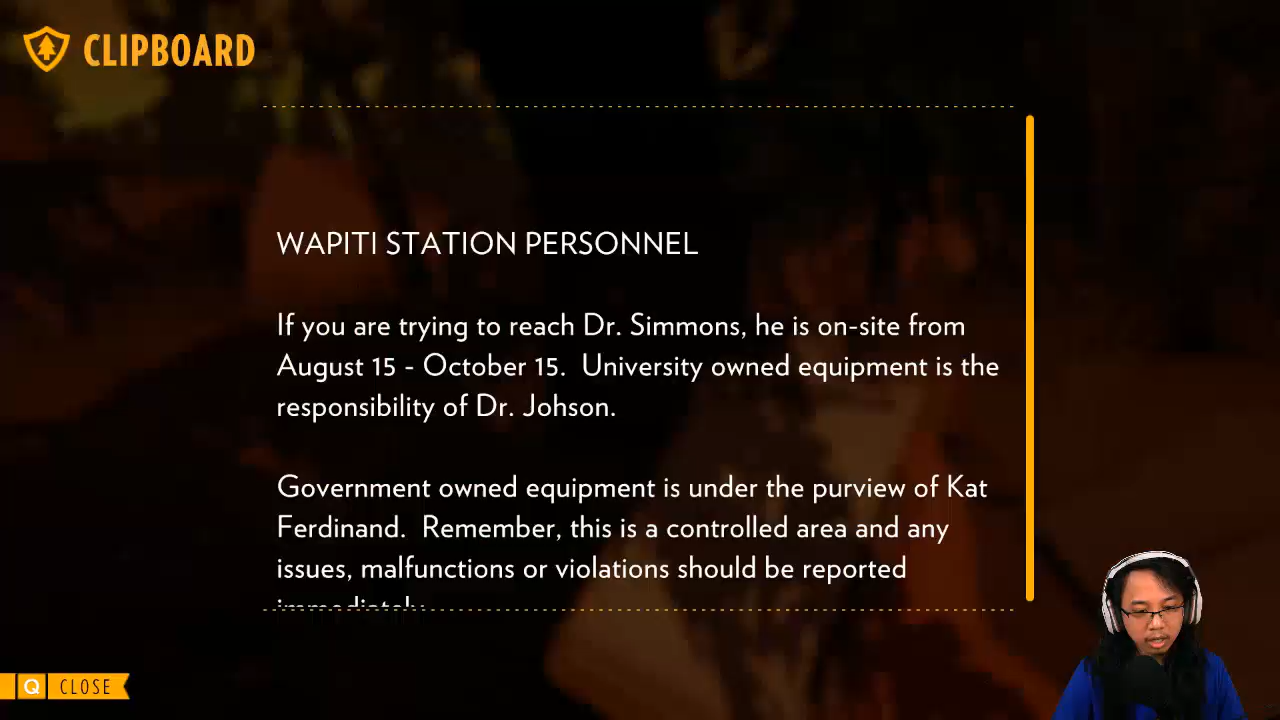 CLIPBOARD
WAPITI STATION PERSONNEL
If you are trying to reach Dr. Simmons, he is on-site from
August 15 - October 15.  University owned equipment is the
responsibility of Dr. Johson.
Government owned equipment is under the purview of Kat
Ferdinand.  Remember, this is a controlled area and any
issues, malfunctions or violations should be reported
immediately.
Q CLOSE